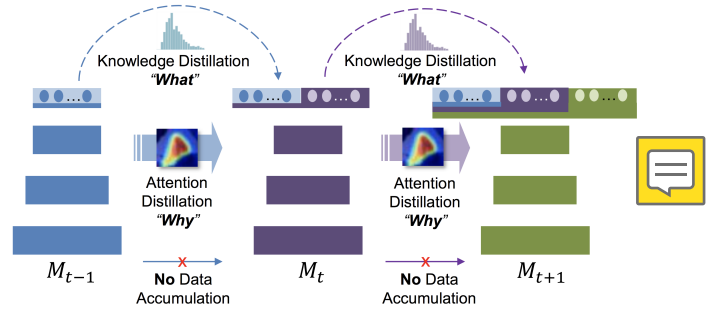 Knowledge Distillation
"What"
Knowledge Distillation
"What"
...
...
...
...
...
...
Attention
Distillation
"Why"
Attention
Distillation
"Why"
x
x
M_{t-1}
No Data
Accumulation
M_t
No Data
Accumulation
M_{t+1}